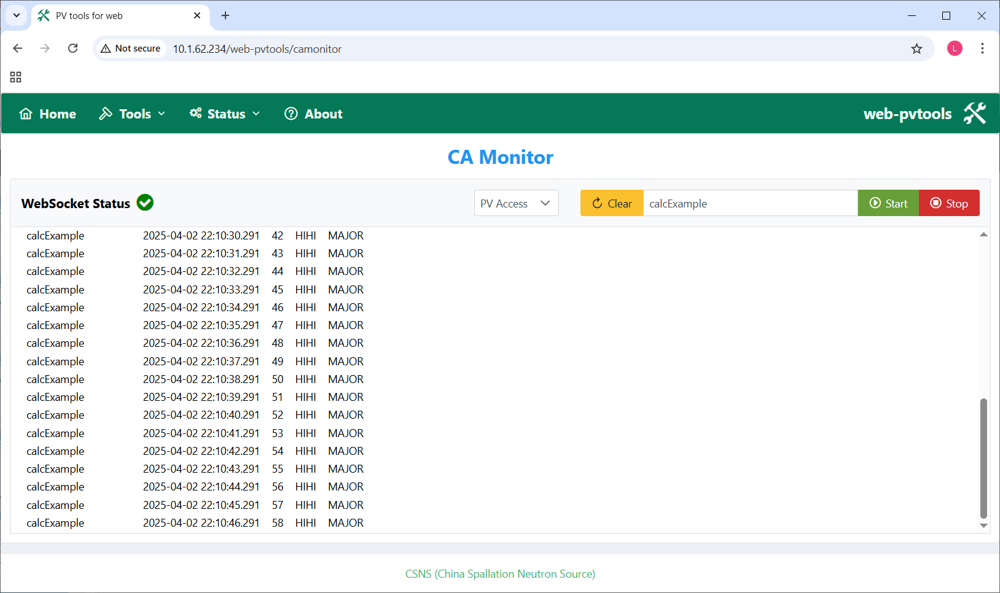 PV tools for web
Not secure 10.1.62.234/web-pvtools/camonitor L
Home Tools Status About web-pvtools
CA Monitor
WebSocket Status PV Access Clear calcExample Start Stop
calcExample 2025-04-02 22:10:30.291 42 HIHI MAJOR
calcExample 2025-04-02 22:10:31.291 43 HIHI MAJOR
calcExample 2025-04-02 22:10:32.291 44 HIHI MAJOR
calcExample 2025-04-02 22:10:33.291 45 HIHI MAJOR
calcExample 2025-04-02 22:10:34.291 46 HIHI MAJOR
calcExample 2025-04-02 22:10:35.291 47 HIHI MAJOR
calcExample 2025-04-02 22:10:36.291 48 HIHI MAJOR
calcExample 2025-04-02 22:10:37.291 49 HIHI MAJOR
calcExample 2025-04-02 22:10:38.291 50 HIHI MAJOR
calcExample 2025-04-02 22:10:39.291 51 HIHI MAJOR
calcExample 2025-04-02 22:10:40.291 52 HIHI MAJOR
calcExample 2025-04-02 22:10:41.291 53 HIHI MAJOR
calcExample 2025-04-02 22:10:42.291 54 HIHI MAJOR
calcExample 2025-04-02 22:10:43.291 55 HIHI MAJOR
calcExample 2025-04-02 22:10:44.291 56 HIHI MAJOR
calcExample 2025-04-02 22:10:45.291 57 HIHI MAJOR
calcExample 2025-04-02 22:10:46.291 58 HIHI MAJOR
CSNS (China Spallation Neutron Source)